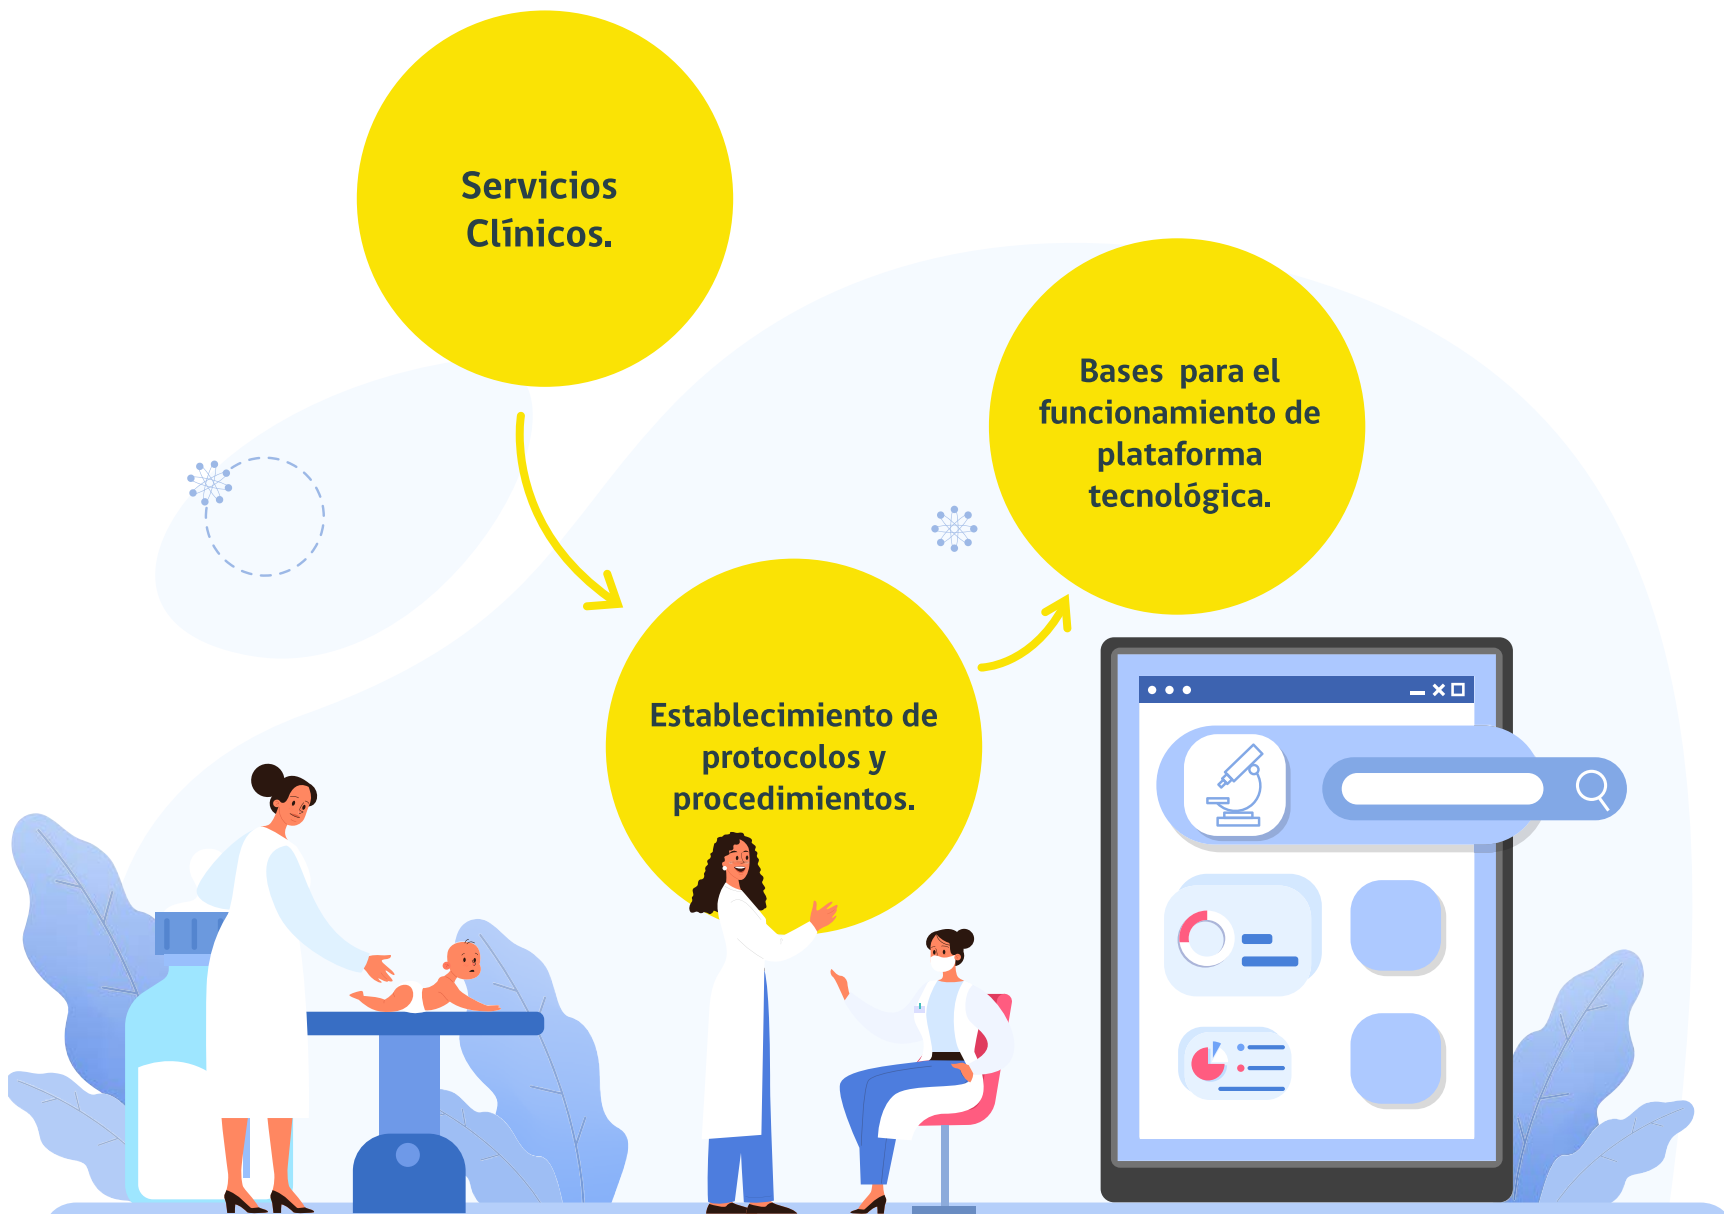 Servicios
Clínicos.
Bases para el
funcionamiento de
plataforma
tecnológica.
Establecimiento de
protocolos y
procedimientos.